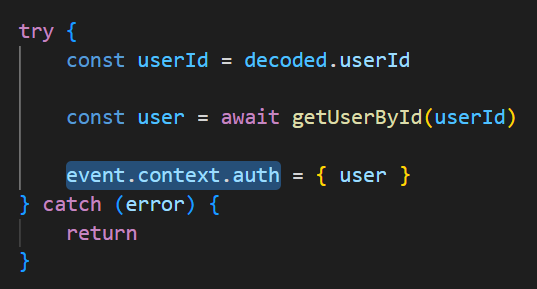 try {
const userId = decoded.userId
const user = await getUserById(userId)
event.context.auth = { user }
} catch (error) {
return
}